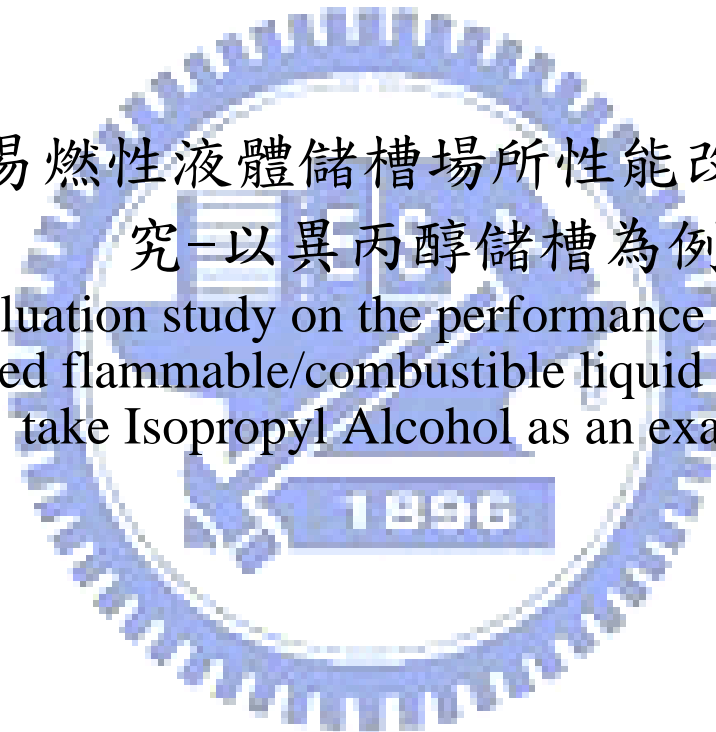 易燃性液體儲槽場所性能改
究-以異丙醇儲槽為例
luation study on the performance
ed flammable/combustible liquid
take Isopropyl Alcohol as an exa
1896